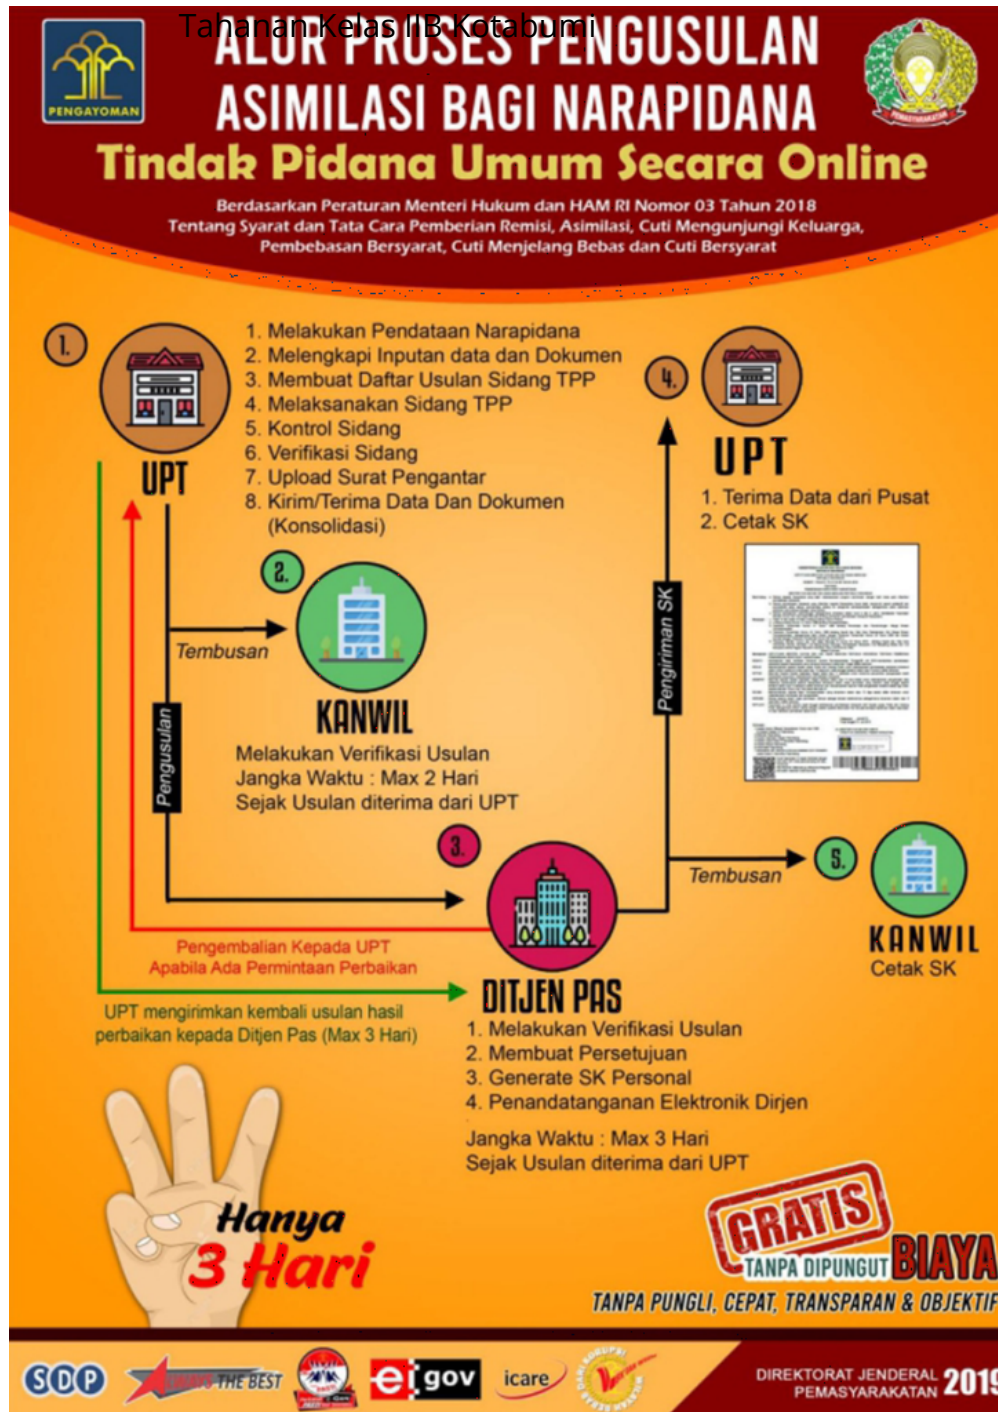 Tahanan Kelas IIB Kotabumi
ALUR PROSES PENGUSULAN
ASIMILASI BAGI NARAPIDANA
Tindak Pidana Umum Secara Online
Berdasarkan Peraturan Menteri Hukum dan HAM RI Nomor 03 Tahun 2018
Tentang Syarat dan Tata Cara Pemberian Remisi, Asimilasi, Cuti Mengunjungi Keluarga,
Pembebasan Bersyarat, Cuti Menjelang Bebas dan Cuti Bersyarat
PENGAYOMAN
PEMASYARAKATAN
1.
UPT
1. Melakukan Pendataan Narapidana
2. Melengkapi Inputan data dan Dokumen
3. Membuat Daftar Usulan Sidang TPP
4. Melaksanakan Sidang TPP
5. Kontrol Sidang
6. Verifikasi Sidang
7. Upload Surat Pengantar
8. Kirim/Terima Data Dan Dokumen
(Konsolidasi)
4.
UPT
1. Terima Data dari Pusat
2. Cetak SK
2.
Tembusan
KANWIL
Melakukan Verifikasi Usulan
Jangka Waktu : Max 2 Hari
Sejak Usulan diterima dari UPT
Pengusulan
Pengiriman SK
3.
Tembusan
5.
KANWIL
Cetak SK
Pengembalian Kepada UPT
Apabila Ada Permintaan Perbaikan
UPT mengirimkan kembali usulan hasil
perbaikan kepada Ditjen Pas (Max 3 Hari)
DITJEN PAS
1. Melakukan Verifikasi Usulan
2. Membuat Persetujuan
3. Generate SK Personal
4. Penandatanganan Elektronik Dirjen
Jangka Waktu : Max 3 Hari
Sejak Usulan diterima dari UPT
Hanya
3 Hari
GRATIS
TANPA DIPUNGUT BIAYA
TANPA PUNGLI, CEPAT, TRANSPARAN & OBJEKTIF
SDP
ALWAYS THE BEST
e gov
icare
DIREKTORAT JENDERAL
PEMASYARAKATAN 2019